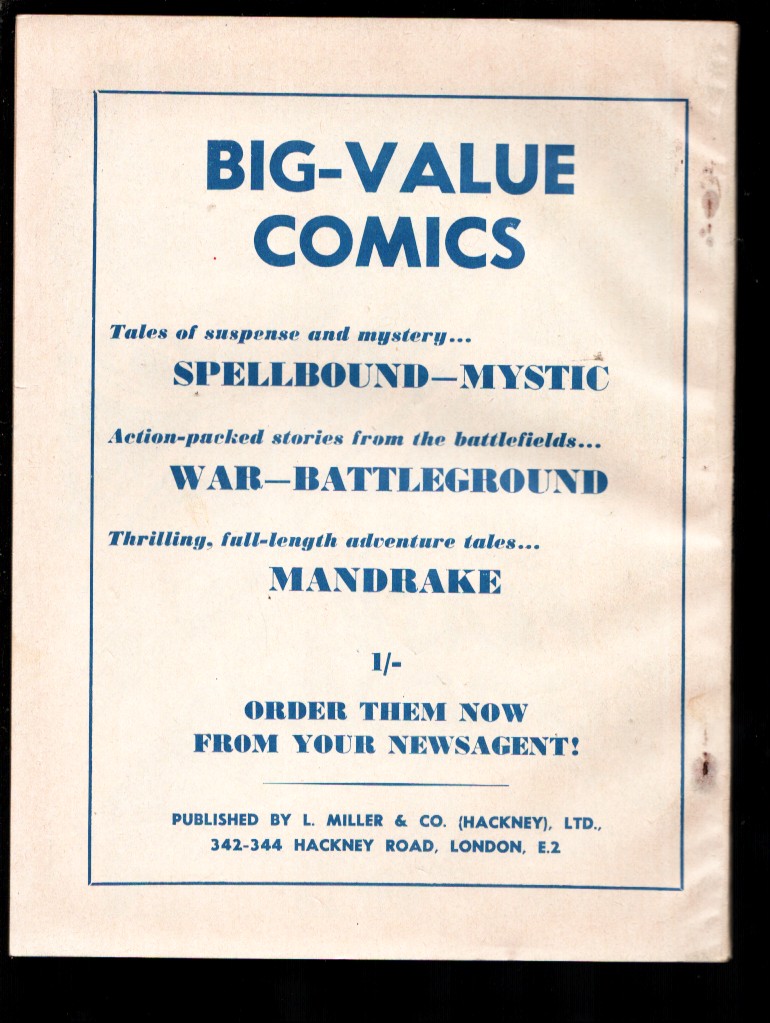 BIG-VALUE
COMICS
Tales of suspense and mystery...
SPELLBOUND—MYSTIC
Action-packed stories from the battlefields...
WAR—BATTLEGROUND
Thrilling, full-length adventure tales...
MANDRAKE
1/-
ORDER THEM NOW
FROM YOUR NEWSAGENT!
PUBLISHED BY L. MILLER & CO. (HACKNEY), LTD.,
342-344 HACKNEY ROAD, LONDON, E.2